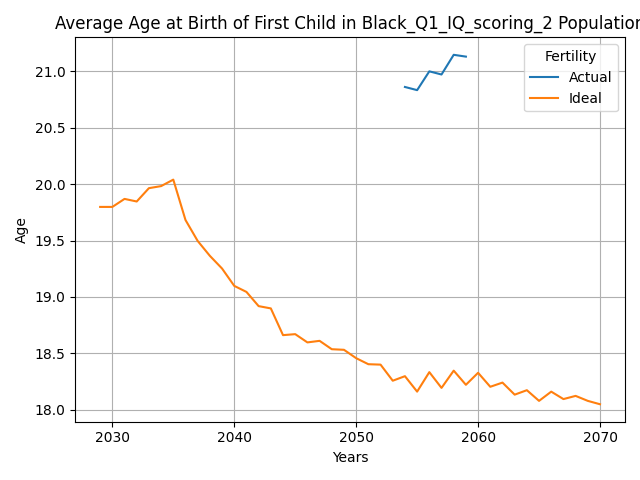 Average Age at Birth of First Child in Black_Q1_IQ_scoring_2 Population
Fertility
Actual
Ideal
21.0
20.5
20.0
19.5
19.0
18.5
18.0
Age
2030 2040 2050 2060 2070
Years